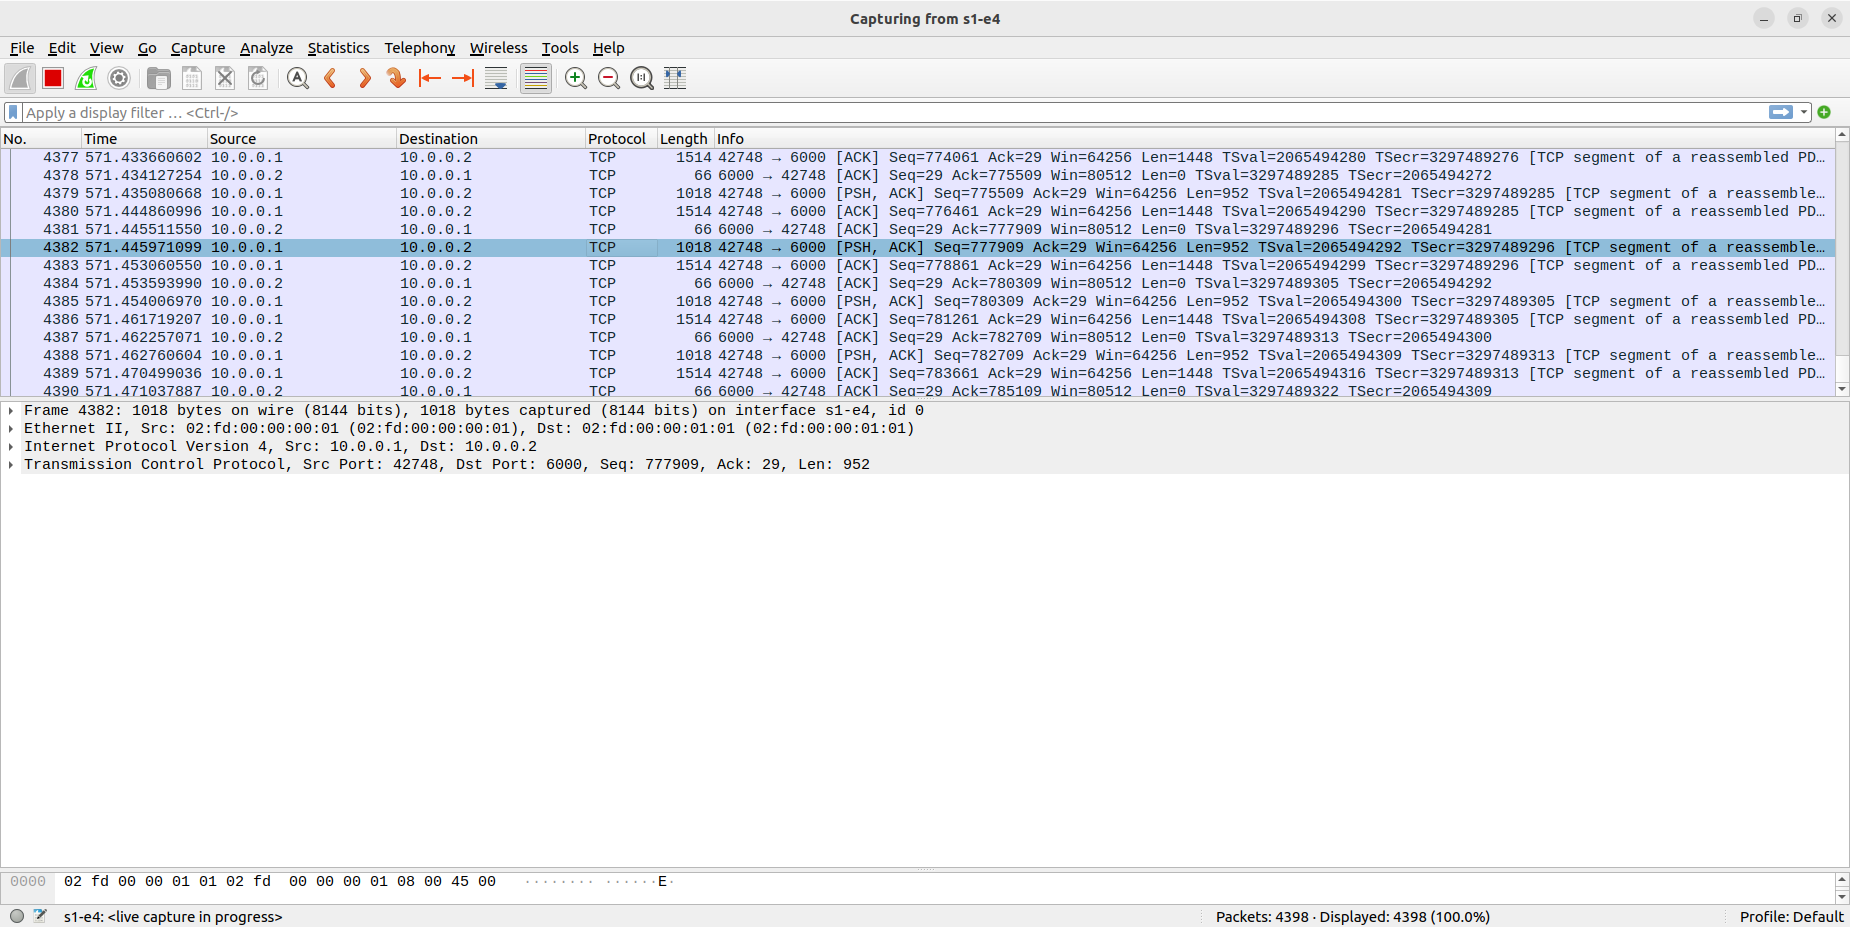 Capturing from s1-e4
File Edit View Go Capture Analyze Statistics Telephony Wireless Tools Help
Apply a display filter … <Ctrl-/>
No. Time Source Destination Protocol Length Info
4377 571.433660602 10.0.0.1 10.0.0.2 TCP 1514 42748 → 6000 [ACK] Seq=774061 Ack=29 Win=64256 Len=1448 TSval=2065494280 TSecr=3297489276 [TCP segment of a reassembled PD…
4378 571.434127254 10.0.0.2 10.0.0.1 TCP 66 6000 → 42748 [ACK] Seq=29 Ack=775509 Win=80512 Len=0 TSval=3297489285 TSecr=2065494272
4379 571.435080668 10.0.0.1 10.0.0.2 TCP 1018 42748 → 6000 [PSH, ACK] Seq=775509 Ack=29 Win=64256 Len=952 TSval=2065494281 TSecr=3297489285 [TCP segment of a reassemble…
4380 571.444860996 10.0.0.1 10.0.0.2 TCP 1514 42748 → 6000 [ACK] Seq=776461 Ack=29 Win=64256 Len=1448 TSval=2065494290 TSecr=3297489285 [TCP segment of a reassembled PD…
4381 571.445511550 10.0.0.2 10.0.0.1 TCP 66 6000 → 42748 [ACK] Seq=29 Ack=777909 Win=80512 Len=0 TSval=3297489296 TSecr=2065494281
4382 571.445971099 10.0.0.1 10.0.0.2 TCP 1018 42748 → 6000 [PSH, ACK] Seq=777909 Ack=29 Win=64256 Len=952 TSval=2065494292 TSecr=3297489296 [TCP segment of a reassemble…
4383 571.453060550 10.0.0.1 10.0.0.2 TCP 1514 42748 → 6000 [ACK] Seq=778861 Ack=29 Win=64256 Len=1448 TSval=2065494299 TSecr=3297489296 [TCP segment of a reassembled PD…
4384 571.453593990 10.0.0.2 10.0.0.1 TCP 66 6000 → 42748 [ACK] Seq=29 Ack=780309 Win=80512 Len=0 TSval=3297489305 TSecr=2065494292
4385 571.454006970 10.0.0.1 10.0.0.2 TCP 1018 42748 → 6000 [PSH, ACK] Seq=780309 Ack=29 Win=64256 Len=952 TSval=2065494300 TSecr=3297489305 [TCP segment of a reassemble…
4386 571.461719207 10.0.0.1 10.0.0.2 TCP 1514 42748 → 6000 [ACK] Seq=781261 Ack=29 Win=64256 Len=1448 TSval=2065494308 TSecr=3297489305 [TCP segment of a reassembled PD…
4387 571.462257071 10.0.0.2 10.0.0.1 TCP 66 6000 → 42748 [ACK] Seq=29 Ack=782709 Win=80512 Len=0 TSval=3297489313 TSecr=2065494300
4388 571.462760604 10.0.0.1 10.0.0.2 TCP 1018 42748 → 6000 [PSH, ACK] Seq=782709 Ack=29 Win=64256 Len=952 TSval=2065494309 TSecr=3297489313 [TCP segment of a reassemble…
4389 571.470499036 10.0.0.1 10.0.0.2 TCP 1514 42748 → 6000 [ACK] Seq=783661 Ack=29 Win=64256 Len=1448 TSval=2065494316 TSecr=3297489313 [TCP segment of a reassembled PD…
4390 571.471037887 10.0.0.2 10.0.0.1 TCP 66 6000 → 42748 [ACK] Seq=29 Ack=785109 Win=80512 Len=0 TSval=3297489322 TSecr=2065494309
Frame 4382: 1018 bytes on wire (8144 bits), 1018 bytes captured (8144 bits) on interface s1-e4, id 0
Ethernet II, Src: 02:fd:00:00:00:01 (02:fd:00:00:00:01), Dst: 02:fd:00:00:01:01 (02:fd:00:00:01:01)
Internet Protocol Version 4, Src: 10.0.0.1, Dst: 10.0.0.2
Transmission Control Protocol, Src Port: 42748, Dst Port: 6000, Seq: 777909, Ack: 29, Len: 952
0000 02 fd 00 00 01 01 02 fd 00 00 00 01 08 00 45 00 ········ ······E·
s1-e4: <live capture in progress> Packets: 4398 · Displayed: 4398 (100.0%) Profile: Default